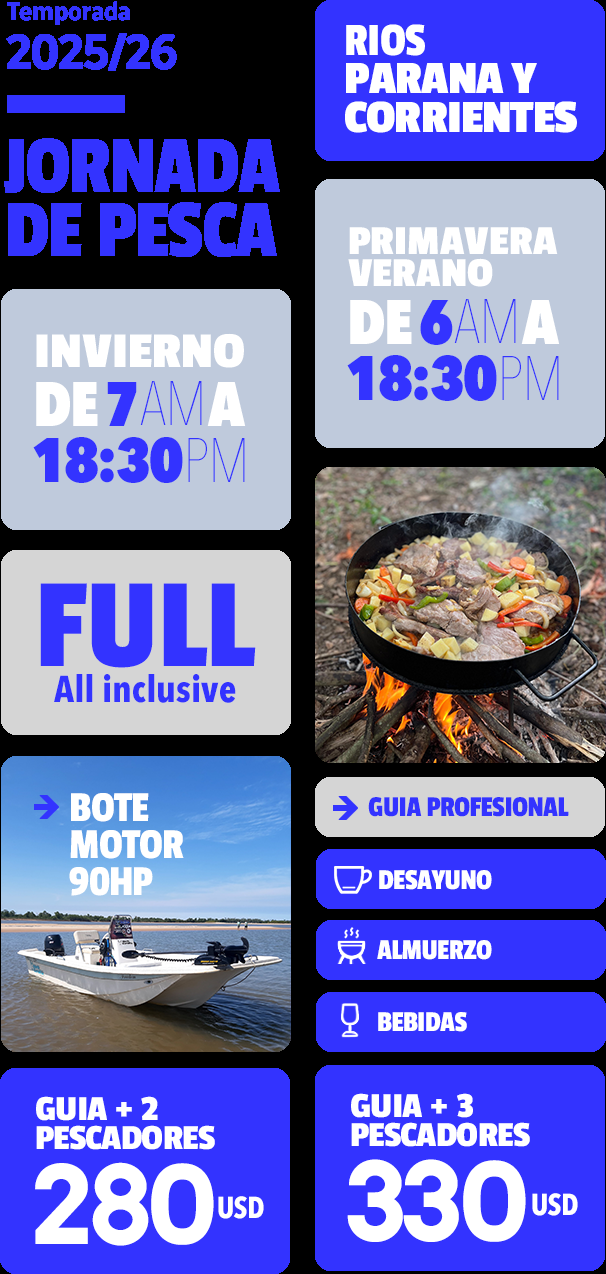 Temporada
2025/26
JORNADA
DE PESCA
RIOS
PARANA Y
CORRIENTES
PRIMAVERA
VERANO
DE 6AM A
18:30PM
INVIERNO
DE 7AM A
18:30PM
FULL
All inclusive
BOTE
MOTOR
90HP
GUIA PROFESIONAL
DESAYUNO
ALMUERZO
BEBIDAS
GUIA + 2
PESCADORES
280 USD
GUIA + 3
PESCADORES
330 USD